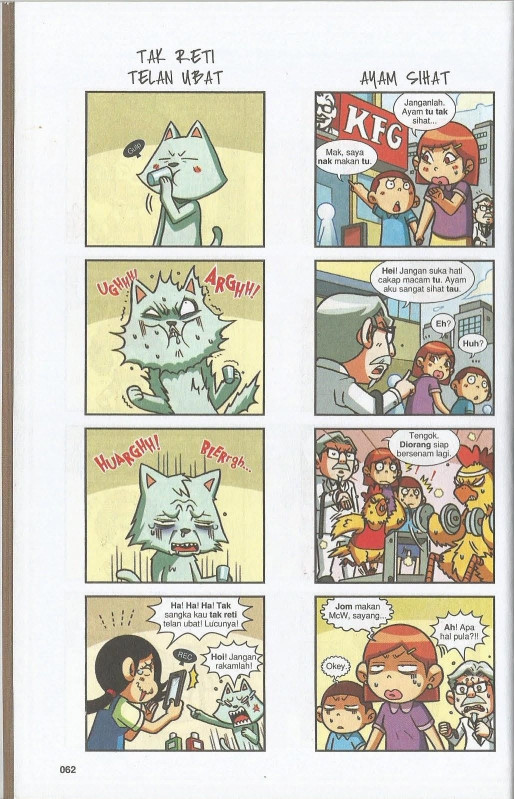 TAK RETI
TELAN UBAT
GULP
UGHHH!
ARGHH!
HUARGHH!
BLERrgh...
Ha! Ha! Ha! Tak
sangka kau tak reti
telan ubat! Lucunya!
REC
Hoi! Jangan
rakamlah!
AYAM SIHAT
KFG
Janganlah.
Ayam tu tak
sihat...
Mak, saya
nak makan tu.
Hei! Jangan suka hati
cakap macam tu. Ayam
aku sangat sihat tau.
Eh?
Huh?
Tengok.
Diorang siap
bersenam lagi.
Jom makan
McW, sayang...
Ah! Apa
hal pula?!!
Okey.
062